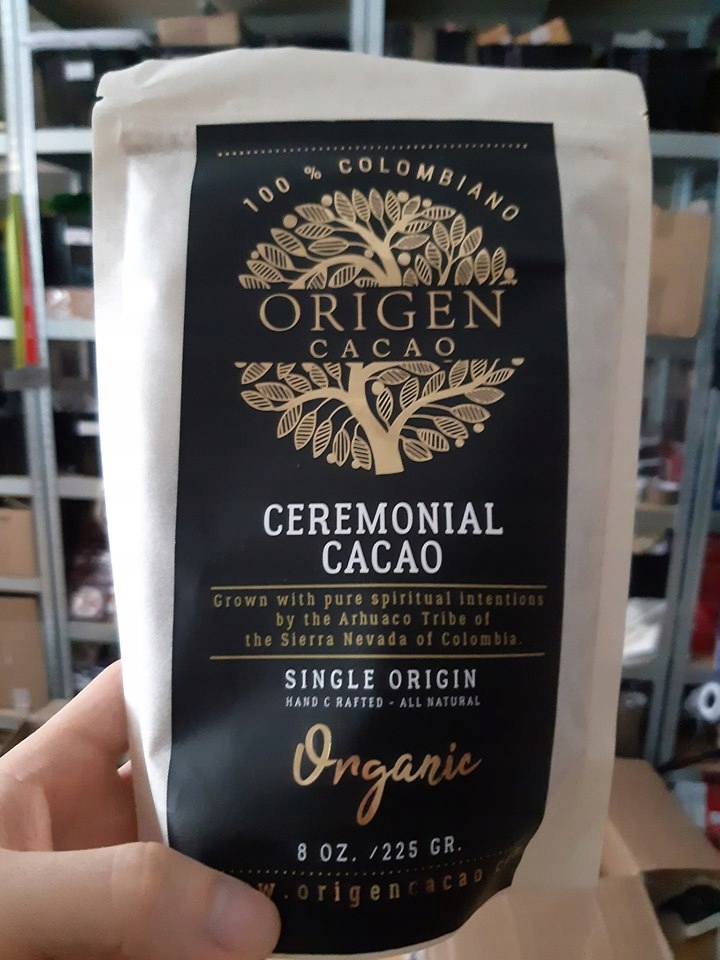 100 % COLOMBIANO
ORIGEN
CACAO
CEREMONIAL
CACAO
Grown with pure spiritual intentions
by the Arhuaco Tribe of
the Sierra Nevada of Colombia.
SINGLE ORIGIN
HAND C RAFTED - ALL NATURAL
Organic
8 OZ. /225 GR.
w.origencacao